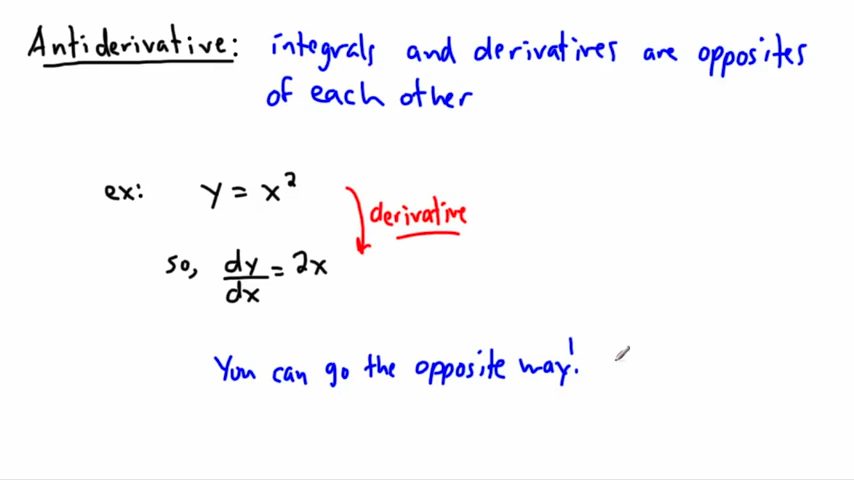 Antiderivative: integrals and derivatives are opposites
of each other
ex: y = x²
derivative
so, dy/dx = 2x
You can go the opposite way!